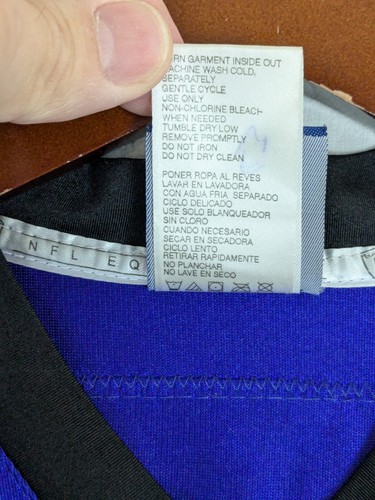 TURN GARMENT INSIDE OUT
MACHINE WASH COLD,
SEPARATELY
GENTLE CYCLE
USE ONLY
NON-CHLORINE BLEACH-
WHEN NEEDED
TUMBLE DRY LOW
REMOVE PROMPTLY
DO NOT IRON
DO NOT DRY CLEAN
PONER ROPA AL REVES
LAVAR EN LAVADORA
CON AGUA FRIA, SEPARADO
CICLO DELICADO
USE SOLO BLANQUEADOR
SIN CLORO
CUANDO NECESARIO
SECAR EN SECADORA
CICLO LENTO
RETIRAR RAPIDAMENTE
NO PLANCHAR
NO LAVE EN SECO
NFL EQ